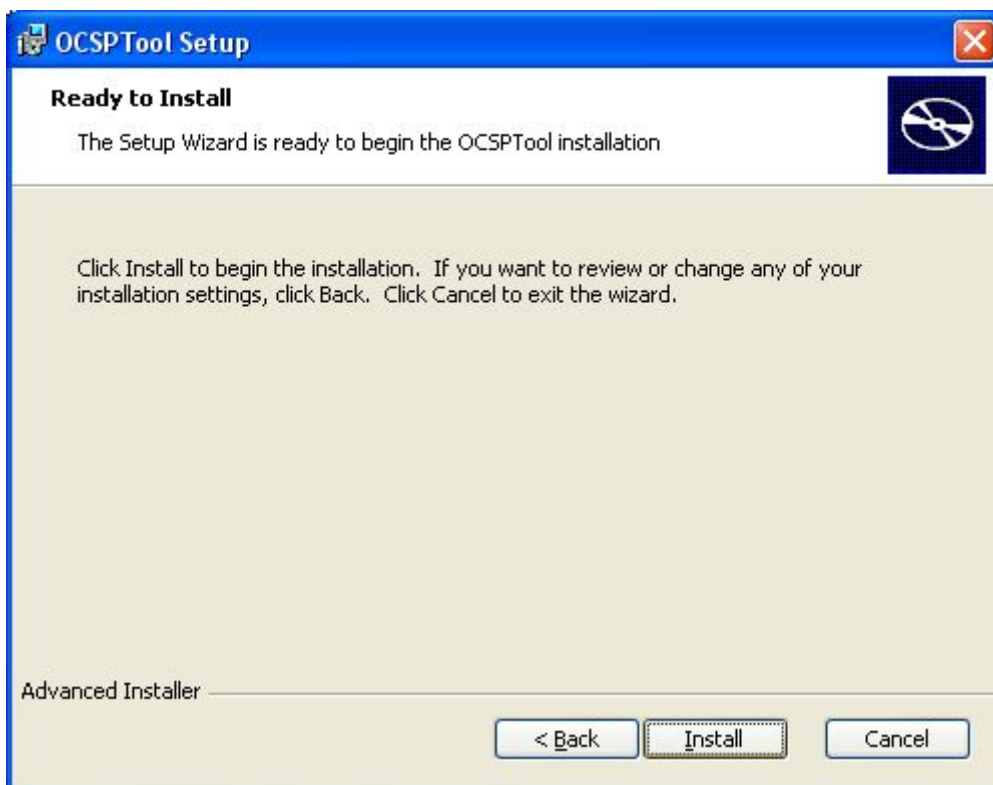 OCSPTool Setup
Ready to Install
The Setup Wizard is ready to begin the OCSPTool installation
Click Install to begin the installation.  If you want to review or change any of your
installation settings, click Back.  Click Cancel to exit the wizard.
Advanced Installer
< Back
Install
Cancel